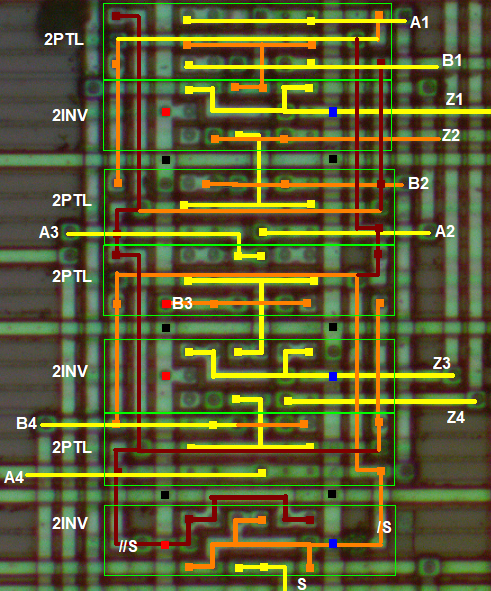 A1
2PTL
B1
Z1
2INV
Z2
B2
2PTL
A3 A2
2PTL
B3
Z3
2INV
Z4
B4
2PTL
A4
2INV /S
//S
S